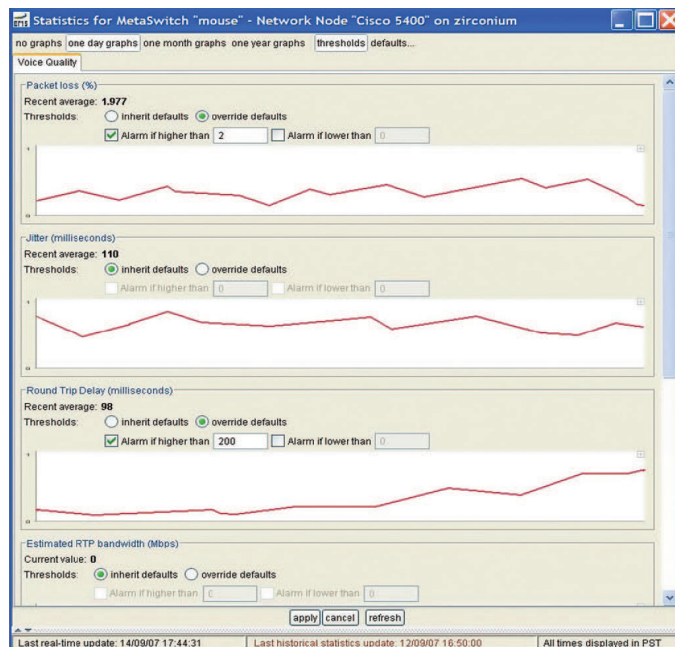 EMS Statistics for MetaSwitch "mouse" - Network Node "Cisco 5400" on zirconium
no graphs one day graphs one month graphs one year graphs thresholds defaults...
Voice Quality
Packet loss (%)
Recent average: 1.977
Thresholds: inherit defaults override defaults
Alarm if higher than 2 Alarm if lower than 0
1
0
Jitter (milliseconds)
Recent average: 110
Thresholds: inherit defaults override defaults
Alarm if higher than 0 Alarm if lower than 0
1
0
Round Trip Delay (milliseconds)
Recent average: 98
Thresholds: inherit defaults override defaults
Alarm if higher than 200 Alarm if lower than 0
1
0
Estimated RTP bandwidth (Mbps)
Current value: 0
Thresholds: inherit defaults override defaults
Alarm if higher than 0 Alarm if lower than 0
apply cancel refresh
Last real-time update: 14/09/07 17:44:31 Last historical statistics update: 12/09/07 16:50:00 All times displayed in PST